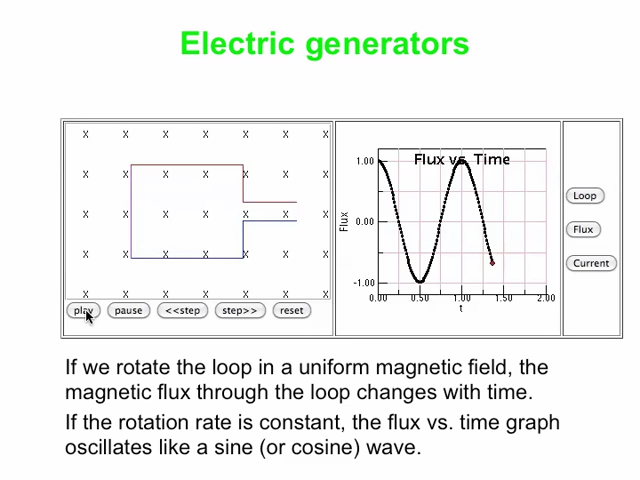 Electric generators
X X X X X X X
X X X X X X X
X X X X X X X
X X X X X X X
X X X X X X X
play pause <<step step>> reset
Flux vs. Time
1.00
0.00
-1.00
Flux
0.00 0.50 1.00 1.50 2.00
t
Loop
Flux
Current
If we rotate the loop in a uniform magnetic field, the
magnetic flux through the loop changes with time.
If the rotation rate is constant, the flux vs. time graph
oscillates like a sine (or cosine) wave.